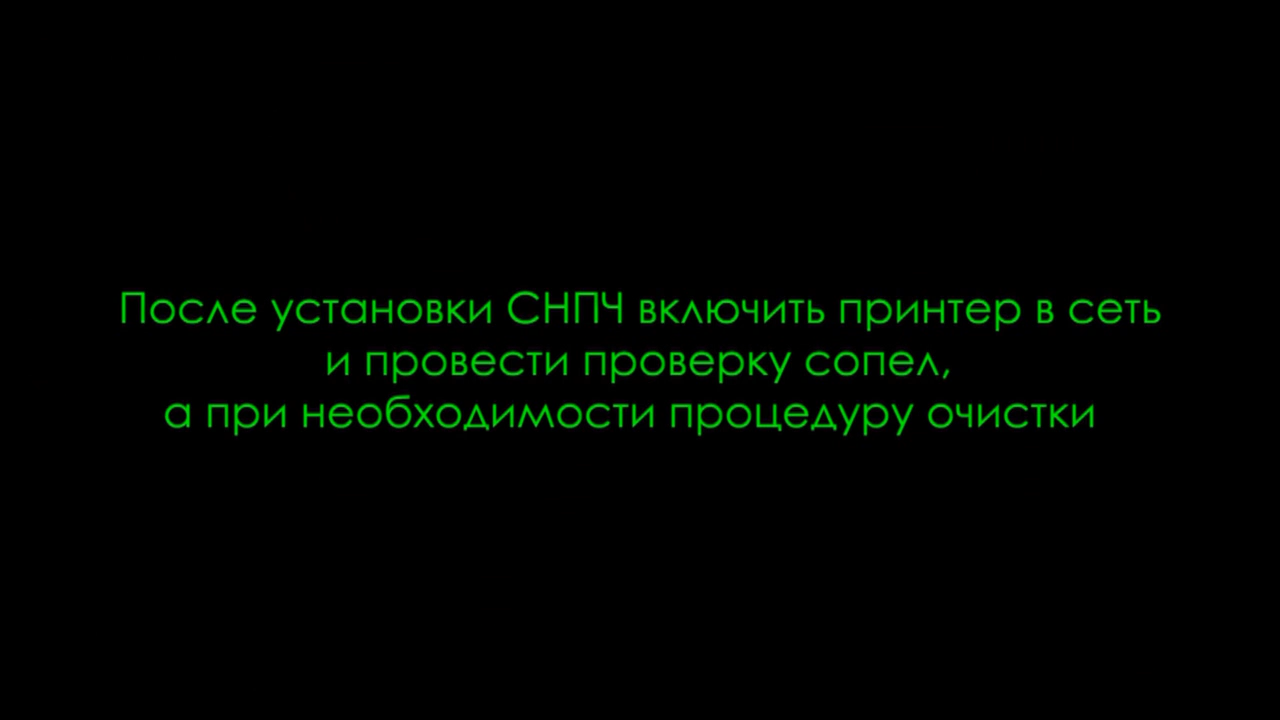 После установки СНПЧ включить принтер в сеть
и провести проверку сопел,
а при необходимости процедуру очистки